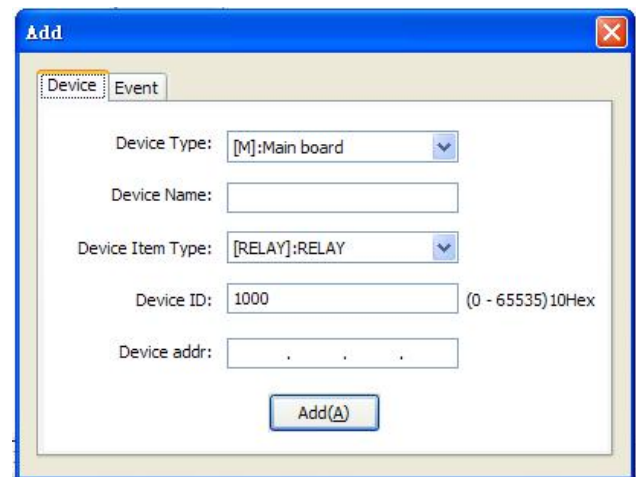 Add
Device Event
Device Type: [M]:Main board
Device Name:
Device Item Type: [RELAY]:RELAY
Device ID: 1000 (0 - 65535)10Hex
Device addr: . . .
Add(A)